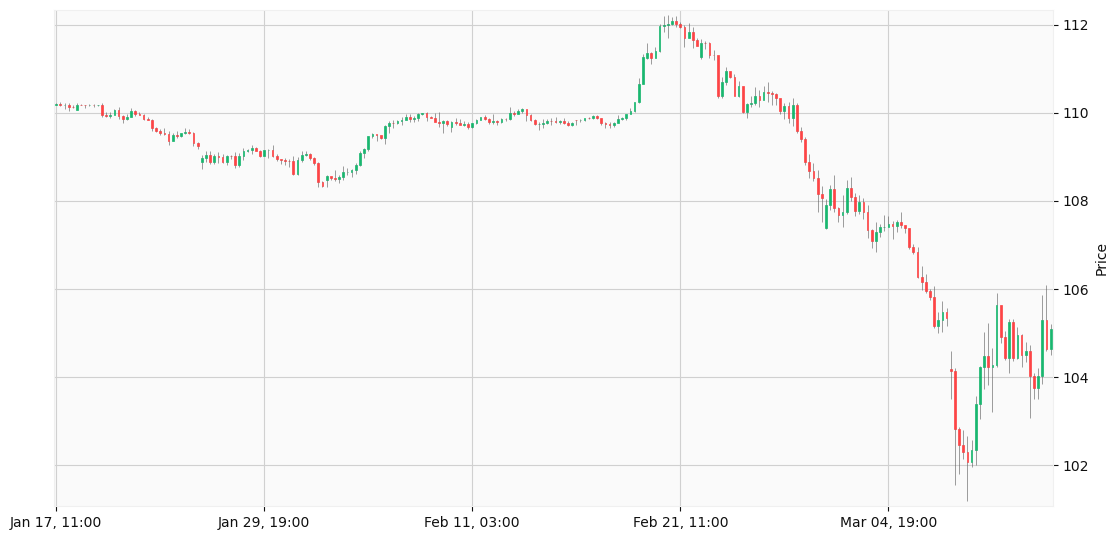 112
110
108
106
104
102
Price
Jan 17, 11:00
Jan 29, 19:00
Feb 11, 03:00
Feb 21, 11:00
Mar 04, 19:00